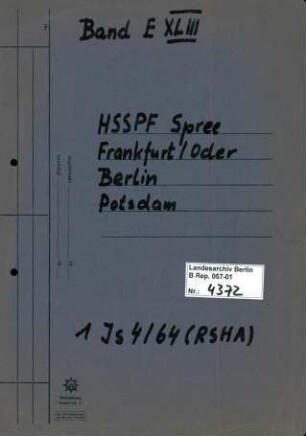 Band E XLIII
HSSPF Spree
Frankfurt/Oder
Berlin
Potsdam
Landesarchiv Berlin
B Rep. 057-01
Nr.: 4372
1 Js 4/64 (RSHA)